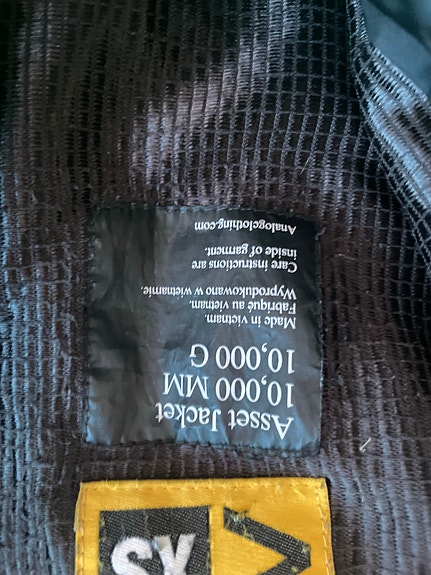 Asset Jacket
10,000 MM
10,000 G
Made in vietnam.
Fabriqué au vietnam.
Wyprodukowano w wietnamie.
Care instructions are
inside of garment.
Analogclothing.com
XS